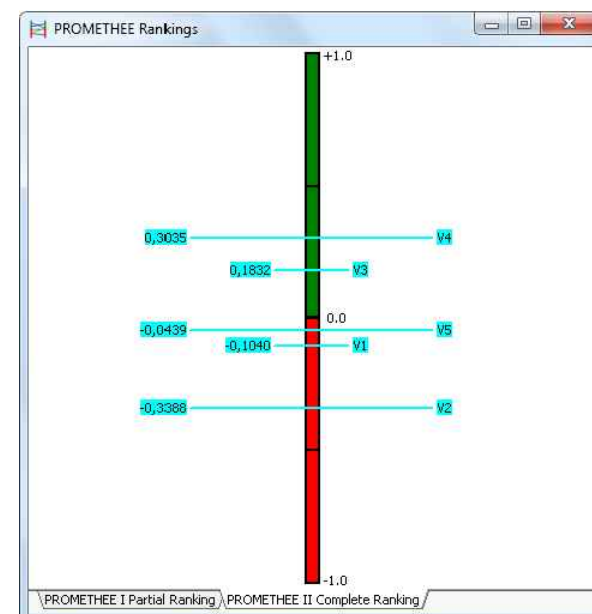 PROMETHEE Rankings
+1.0
0,3035 V4
0,1832 V3
0.0
-0,0439 V5
-0,1040 V1
-0,3388 V2
-1.0
PROMETHEE I Partial Ranking PROMETHEE II Complete Ranking